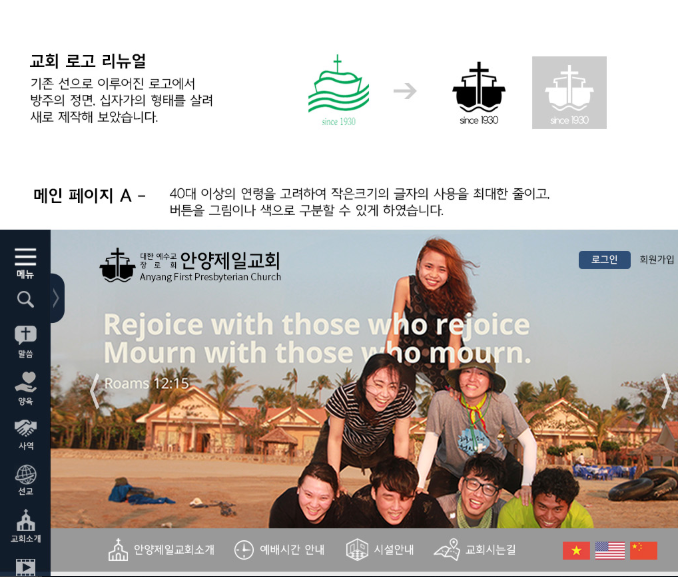 교회 로고 리뉴얼
기존 선으로 이루어진 로고에서
방주의 정면, 십자가의 형태를 살려
새로 제작해 보았습니다.
since 1930
since 1930
since 1930
메인 페이지 A -
40대 이상의 연령을 고려하여 작은크기의 글자의 사용을 최대한 줄이고,
버튼을 그림이나 색으로 구분할 수 있게 하였습니다.
메뉴
대한 예수교
장 로 회
안양제일교회
Anyang First Presbyterian Church
로그인
회원가입
Rejoice with those who rejoice
Mourn with those who mourn.
Roams 12:15
말씀
양육
사역
선교
교회소개
안양제일교회소개
예배시간 안내
시설안내
교회오시는길